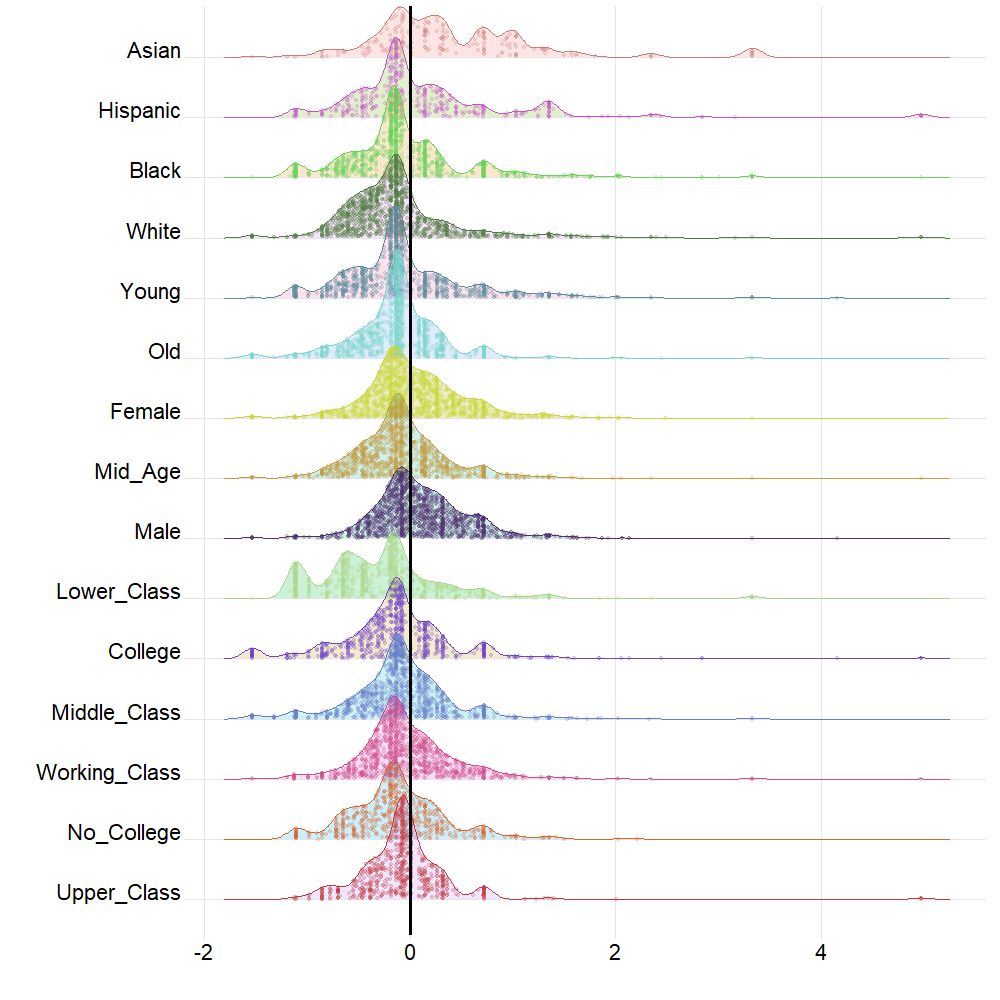 Asian
Hispanic
Black
White
Young
Old
Female
Mid_Age
Male
Lower_Class
College
Middle_Class
Working_Class
No_College
Upper_Class
-2 0 2 4